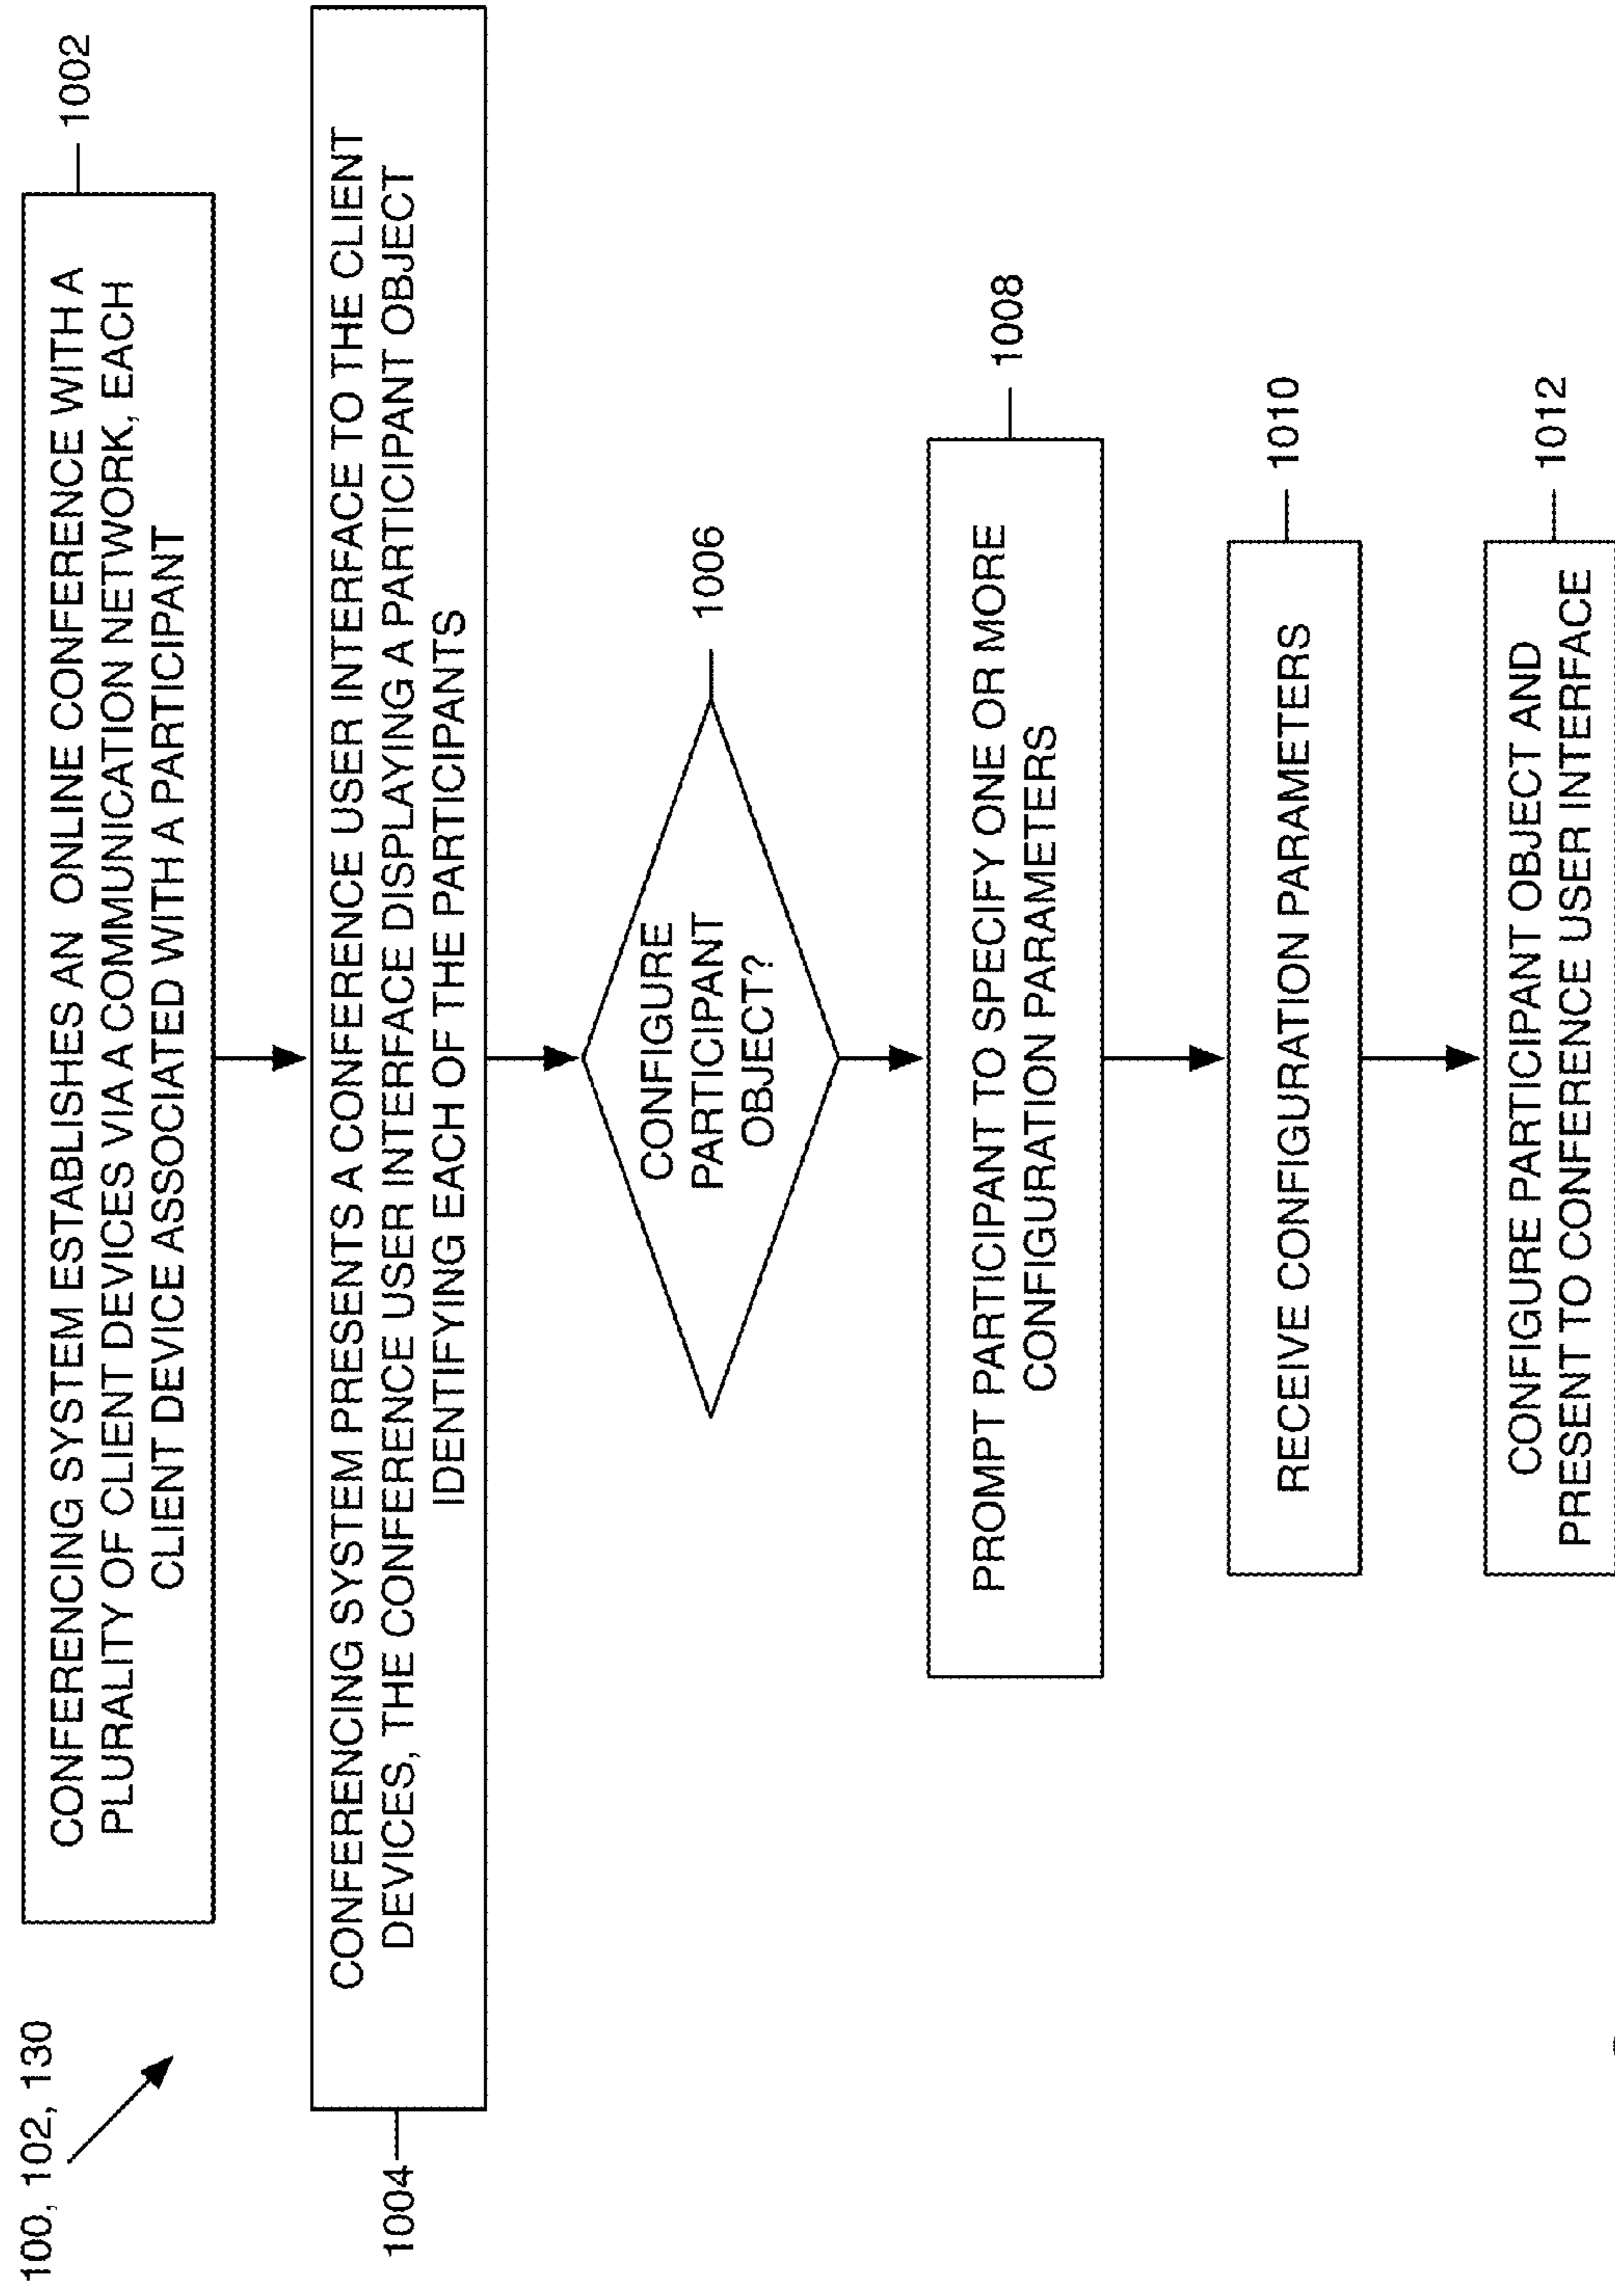 100, 102, 130
CONFERENCING SYSTEM ESTABLISHES AN ONLINE CONFERENCE WITH A
PLURALITY OF CLIENT DEVICES VIA A COMMUNICATION NETWORK, EACH
CLIENT DEVICE ASSOCIATED WITH A PARTICIPANT
1002
CONFERENCING SYSTEM PRESENTS A CONFERENCE USER INTERFACE TO THE CLIENT
DEVICES, THE CONFERENCE USER INTERFACE DISPLAYING A PARTICIPANT OBJECT
IDENTIFYING EACH OF THE PARTICIPANTS
1004
CONFIGURE
PARTICIPANT
OBJECT?
1006
PROMPT PARTICIPANT TO SPECIFY ONE OR MORE
CONFIGURATION PARAMETERS
1008
RECEIVE CONFIGURATION PARAMETERS
1010
CONFIGURE PARTICIPANT OBJECT AND
PRESENT TO CONFERENCE USER INTERFACE
1012